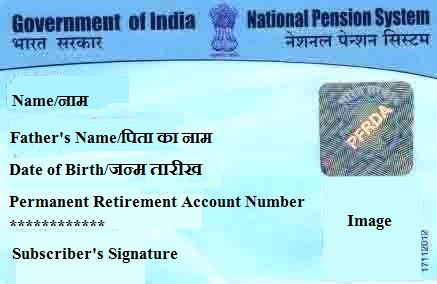 Government of India
भारत सरकार
National Pension System
नेशनल पेन्शन सिस्टम
Name/नाम
Father's Name/पिता का नाम
Date of Birth/जन्म तारीख
Permanent Retirement Account Number
************
Subscriber's Signature
PFRDA
Image
17112012